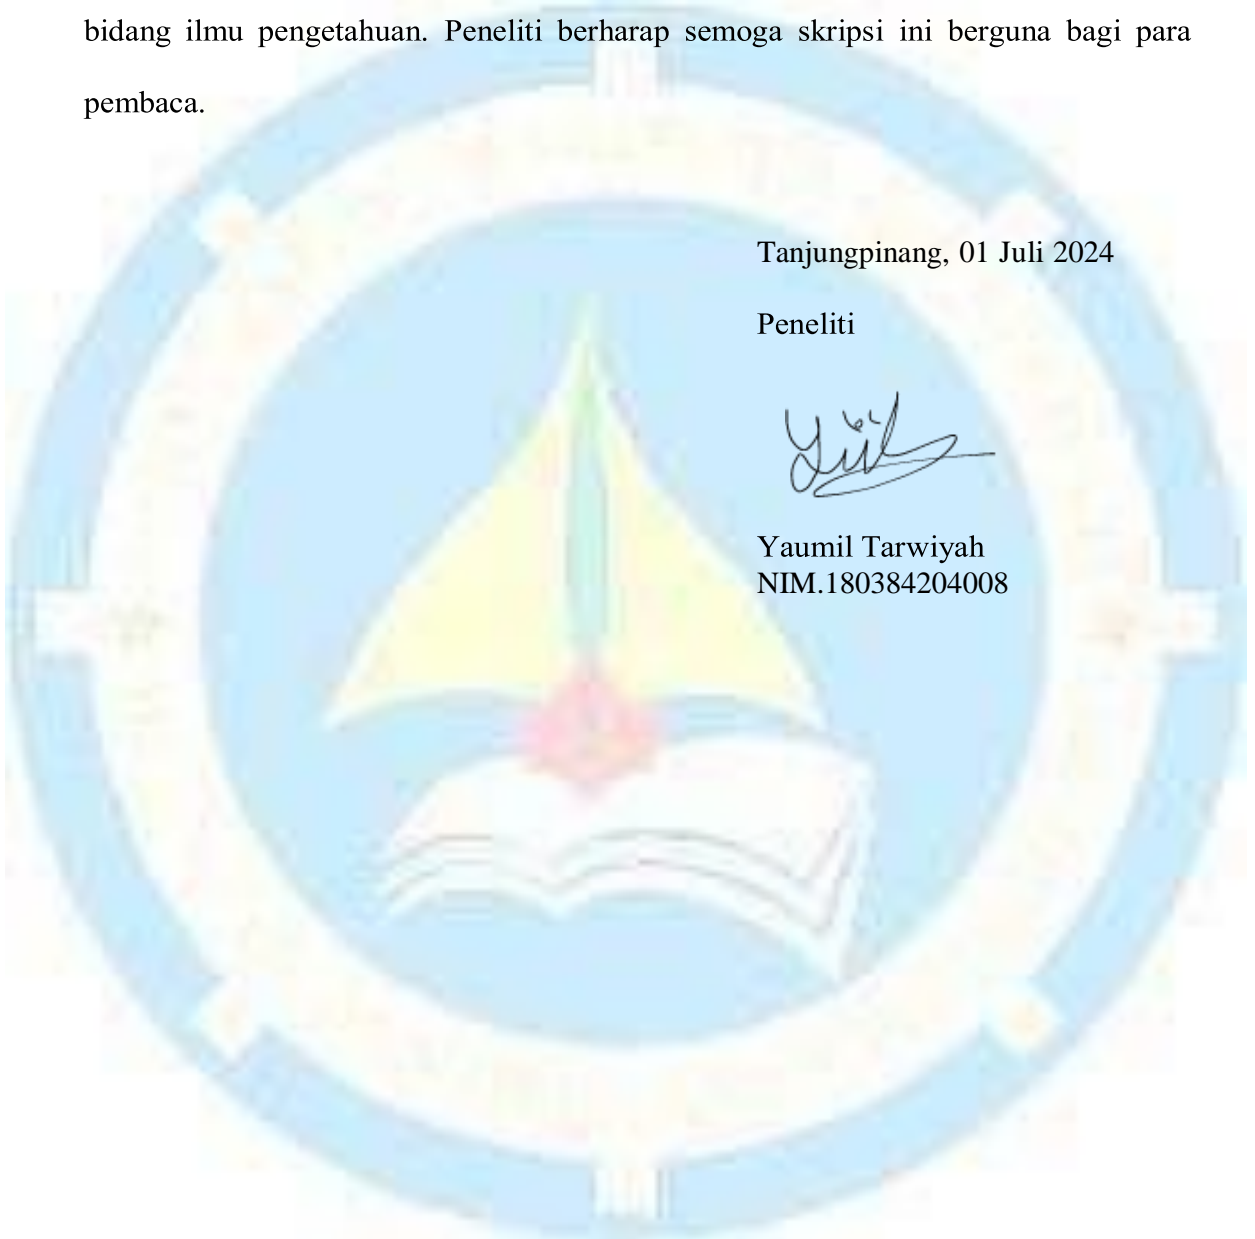 bidang ilmu pengetahuan. Peneliti berharap semoga skripsi ini berguna bagi para
pembaca.
Tanjungpinang, 01 Juli 2024
Peneliti
Yaumil Tarwiyah
NIM.180384204008